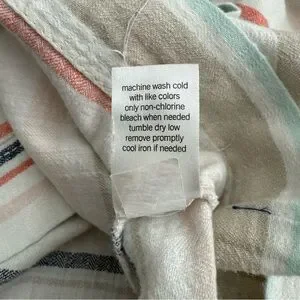 machine wash cold
with like colors
only non-chlorine
bleach when needed
tumble dry low
remove promptly
cool iron if needed